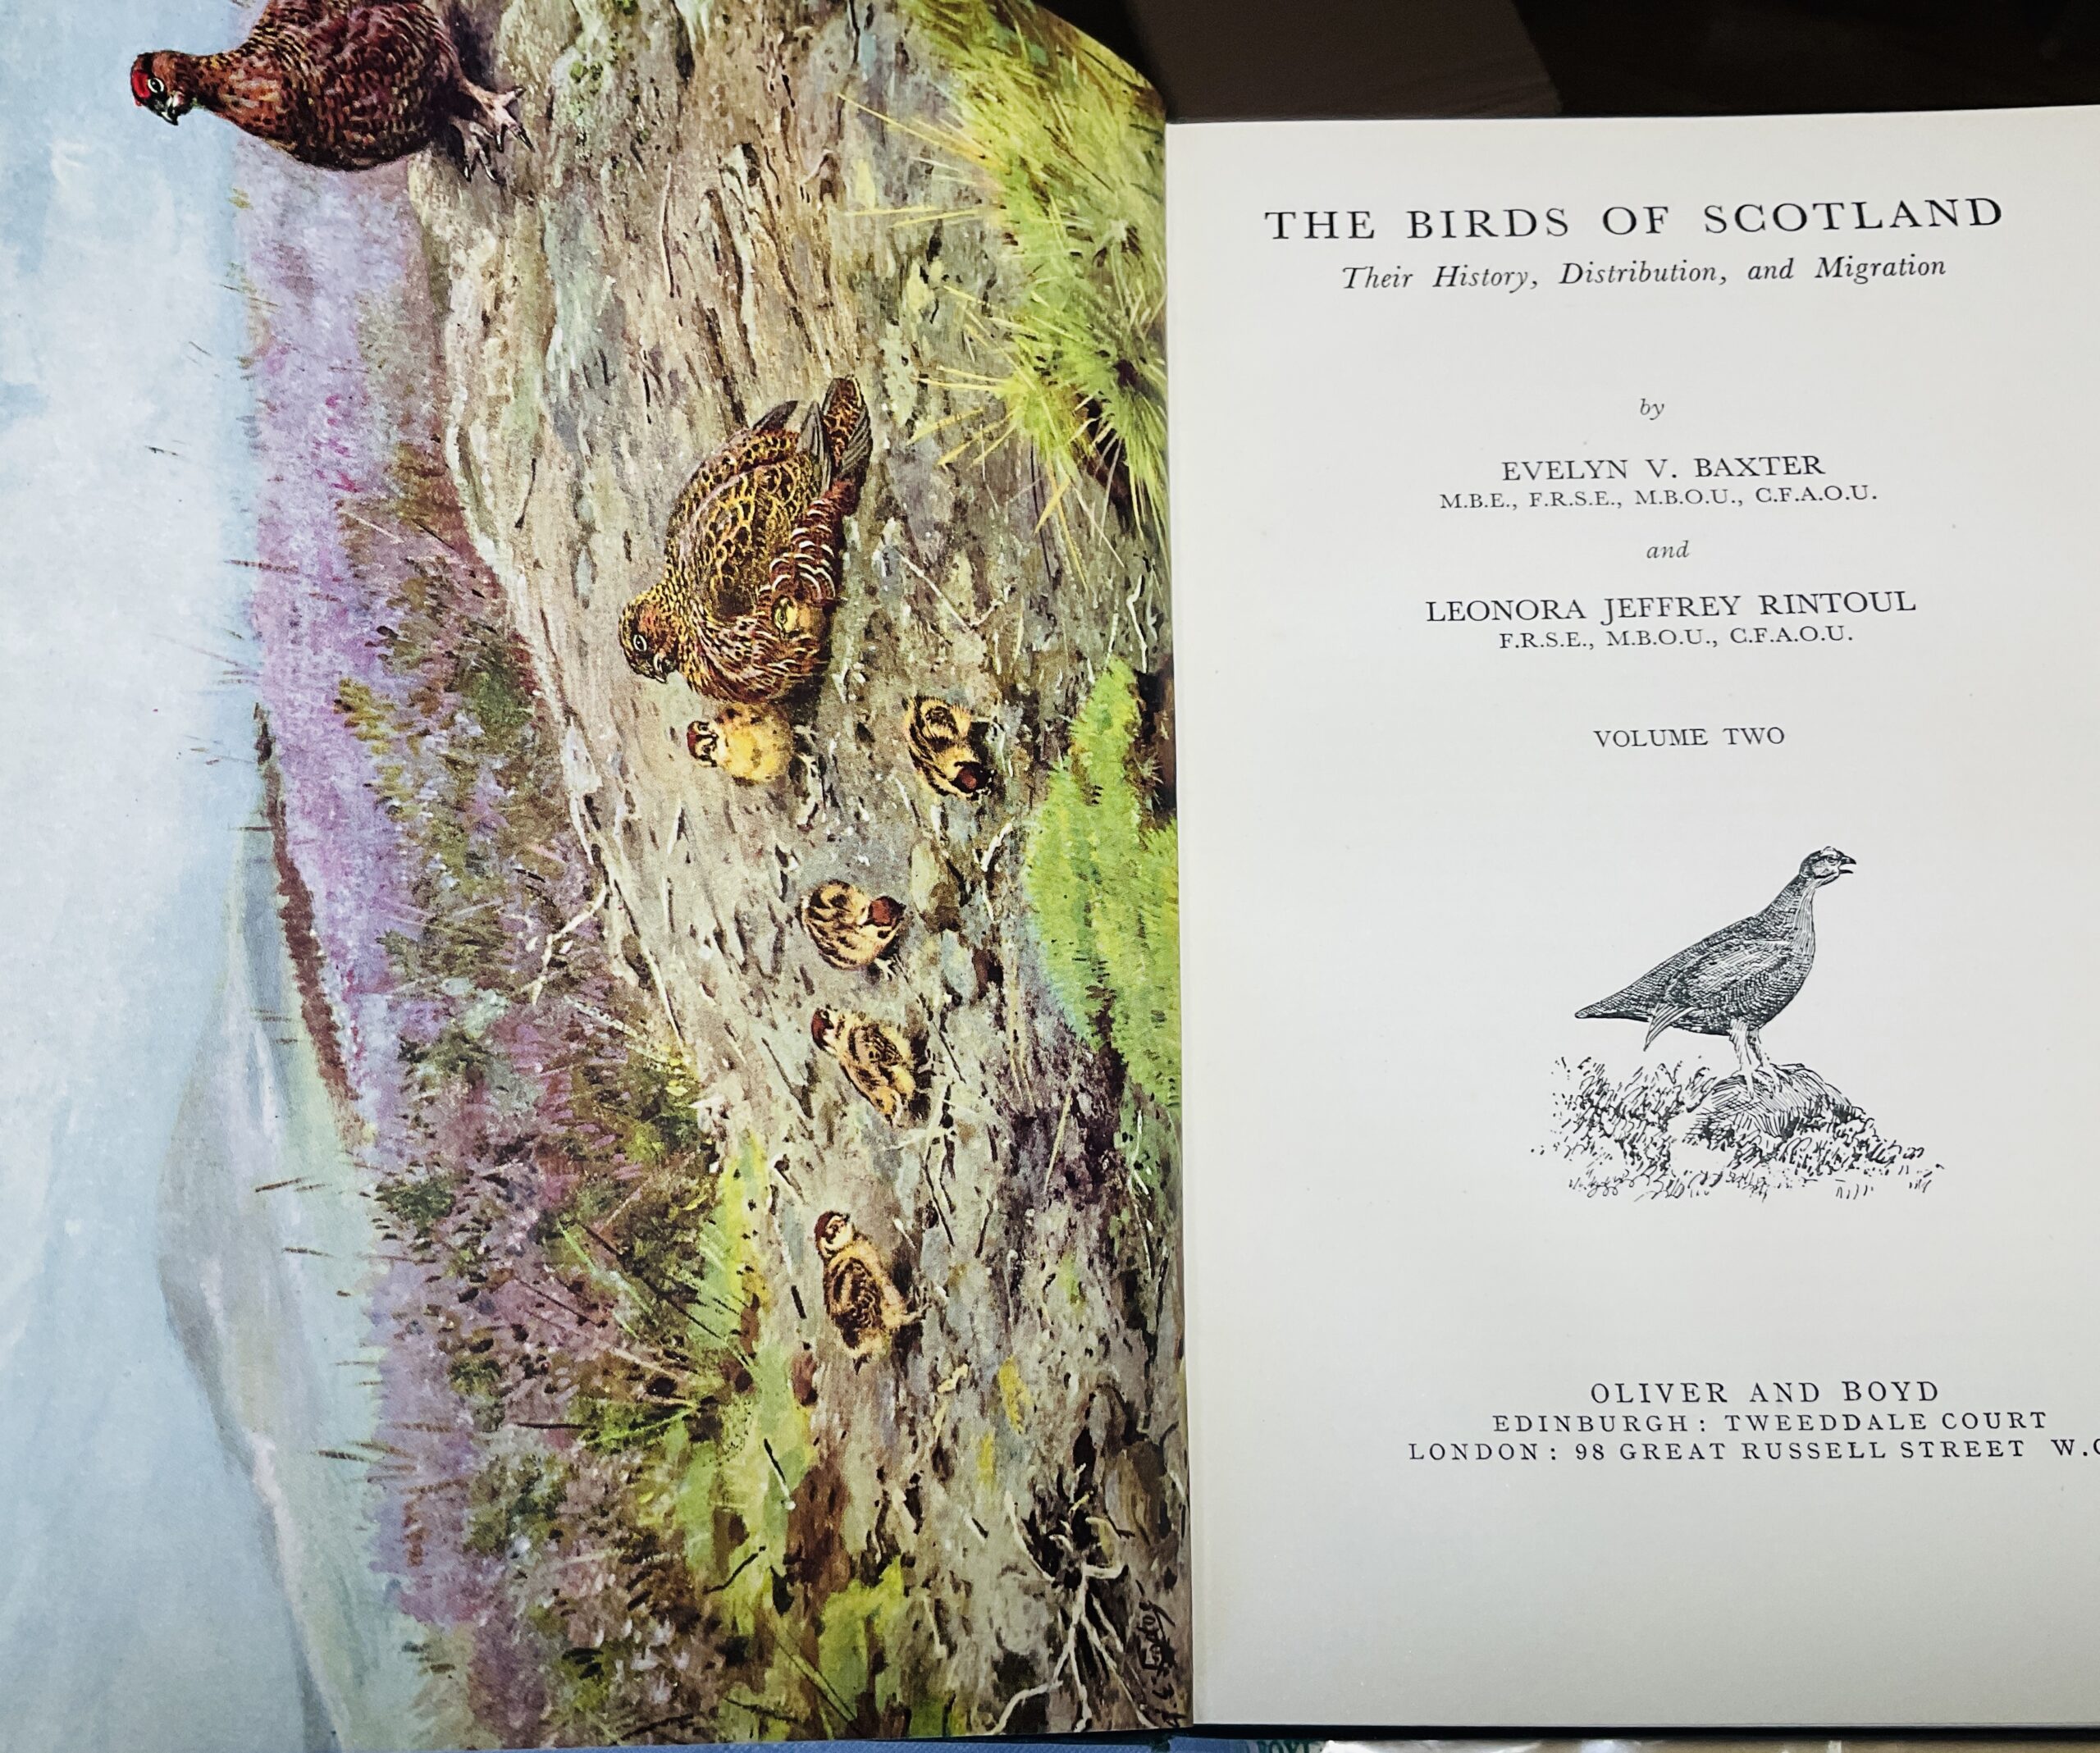 THE BIRDS OF SCOTLAND
Their History, Distribution, and Migration
by
EVELYN V. BAXTER
M.B.E., F.R.S.E., M.B.O.U., C.F.A.O.U.
and
LEONORA JEFFREY RINTOUL
F.R.S.E., M.B.O.U., C.F.A.O.U.
VOLUME TWO
OLIVER AND BOYD
EDINBURGH: TWEEDDALE COURT
LONDON: 98 GREAT RUSSELL STREET